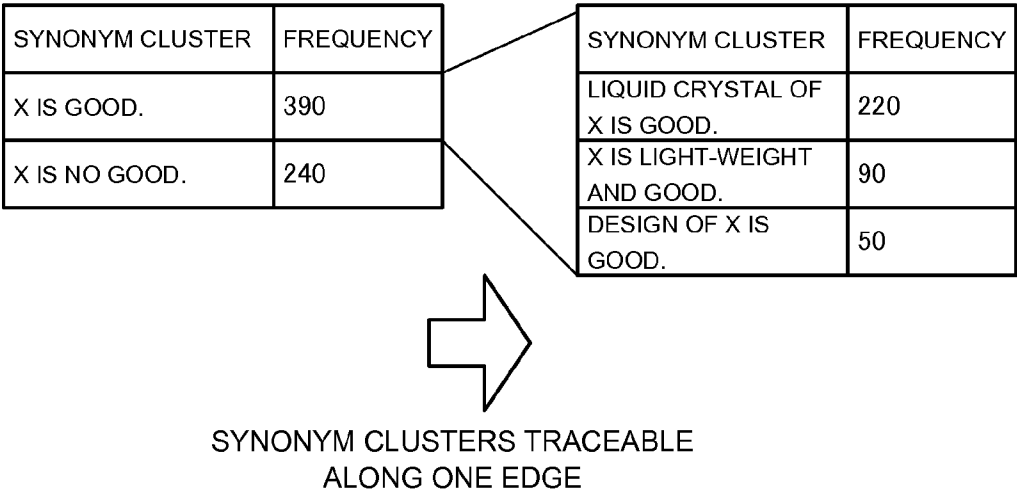 SYNONYM CLUSTER FREQUENCY
X IS GOOD. 390
X IS NO GOOD. 240
SYNONYM CLUSTER FREQUENCY
LIQUID CRYSTAL OF
X IS GOOD. 220
X IS LIGHT-WEIGHT
AND GOOD. 90
DESIGN OF X IS
GOOD. 50
SYNONYM CLUSTERS TRACEABLE
ALONG ONE EDGE